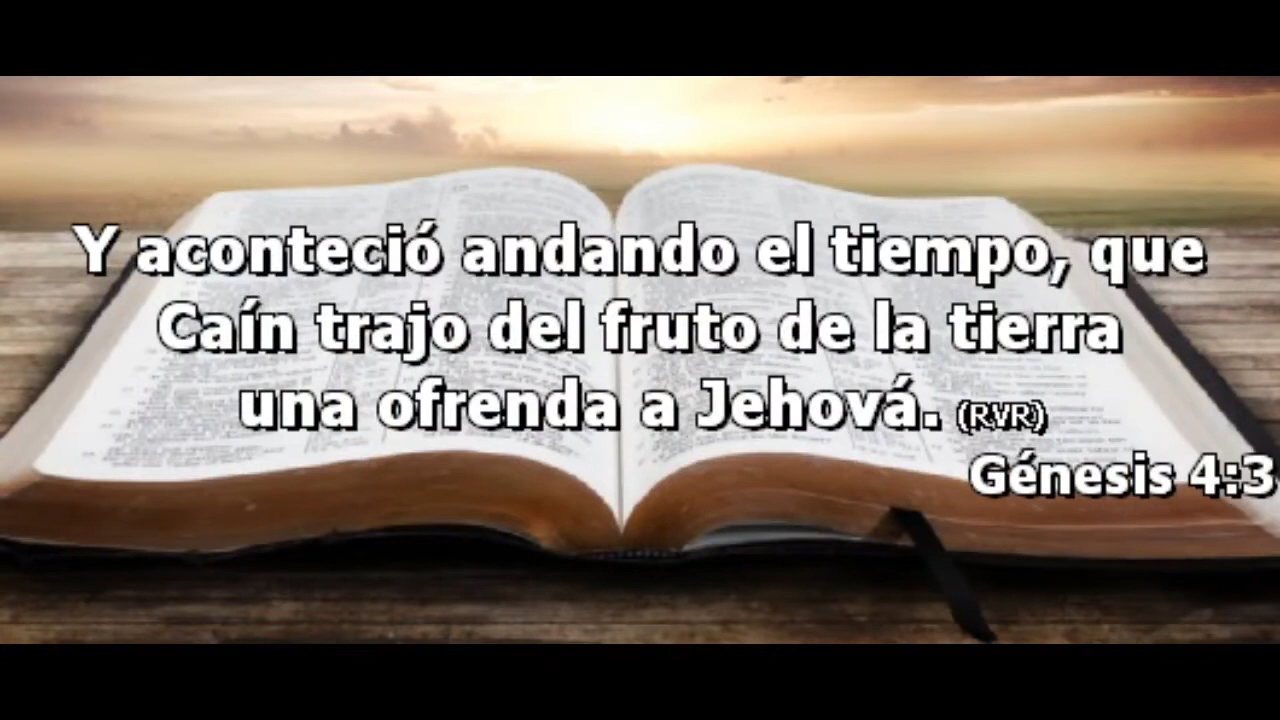 Y aconteció andando el tiempo, que
Caín trajo del fruto de la tierra
una ofrenda a Jehová. (RVR)
Génesis 4:3